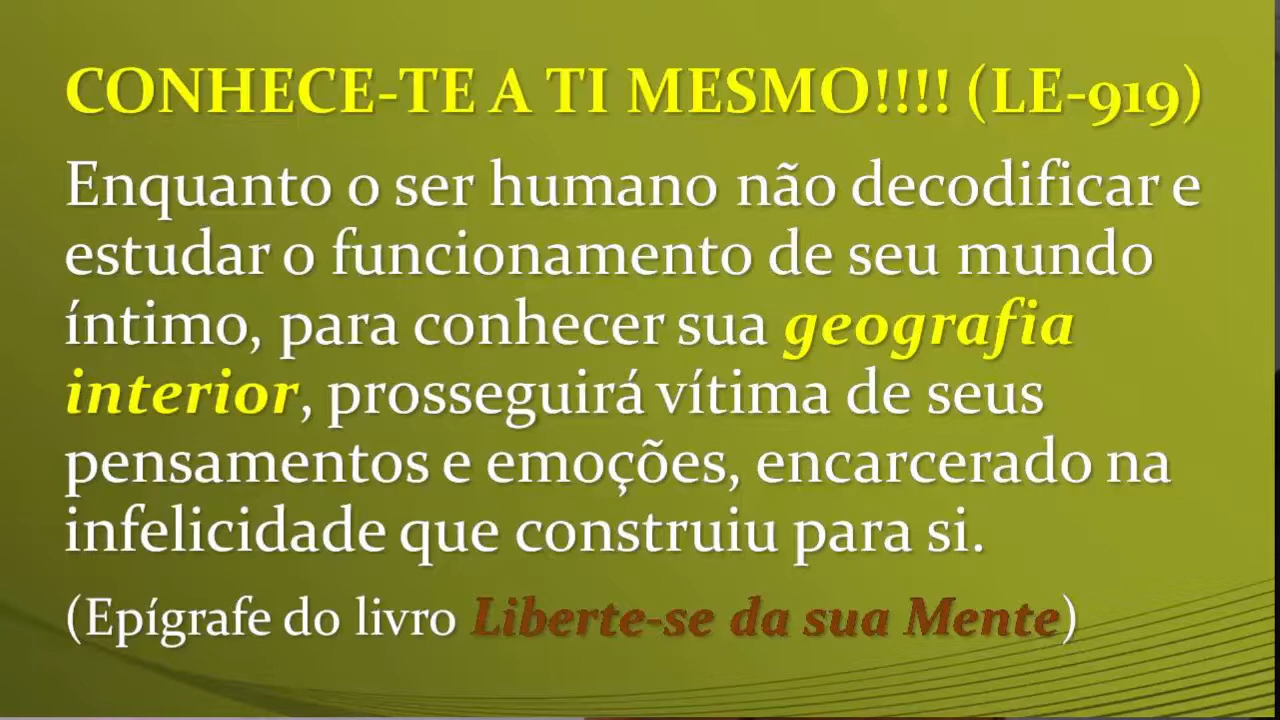 CONHECE-TE A TI MESMO!!!! (LE-919)
Enquanto o ser humano não decodificar e
estudar o funcionamento de seu mundo
íntimo, para conhecer sua geografia
interior, prosseguirá vítima de seus
pensamentos e emoções, encarcerado na
infelicidade que construiu para si.
(Epígrafe do livro Liberte-se da sua Mente)